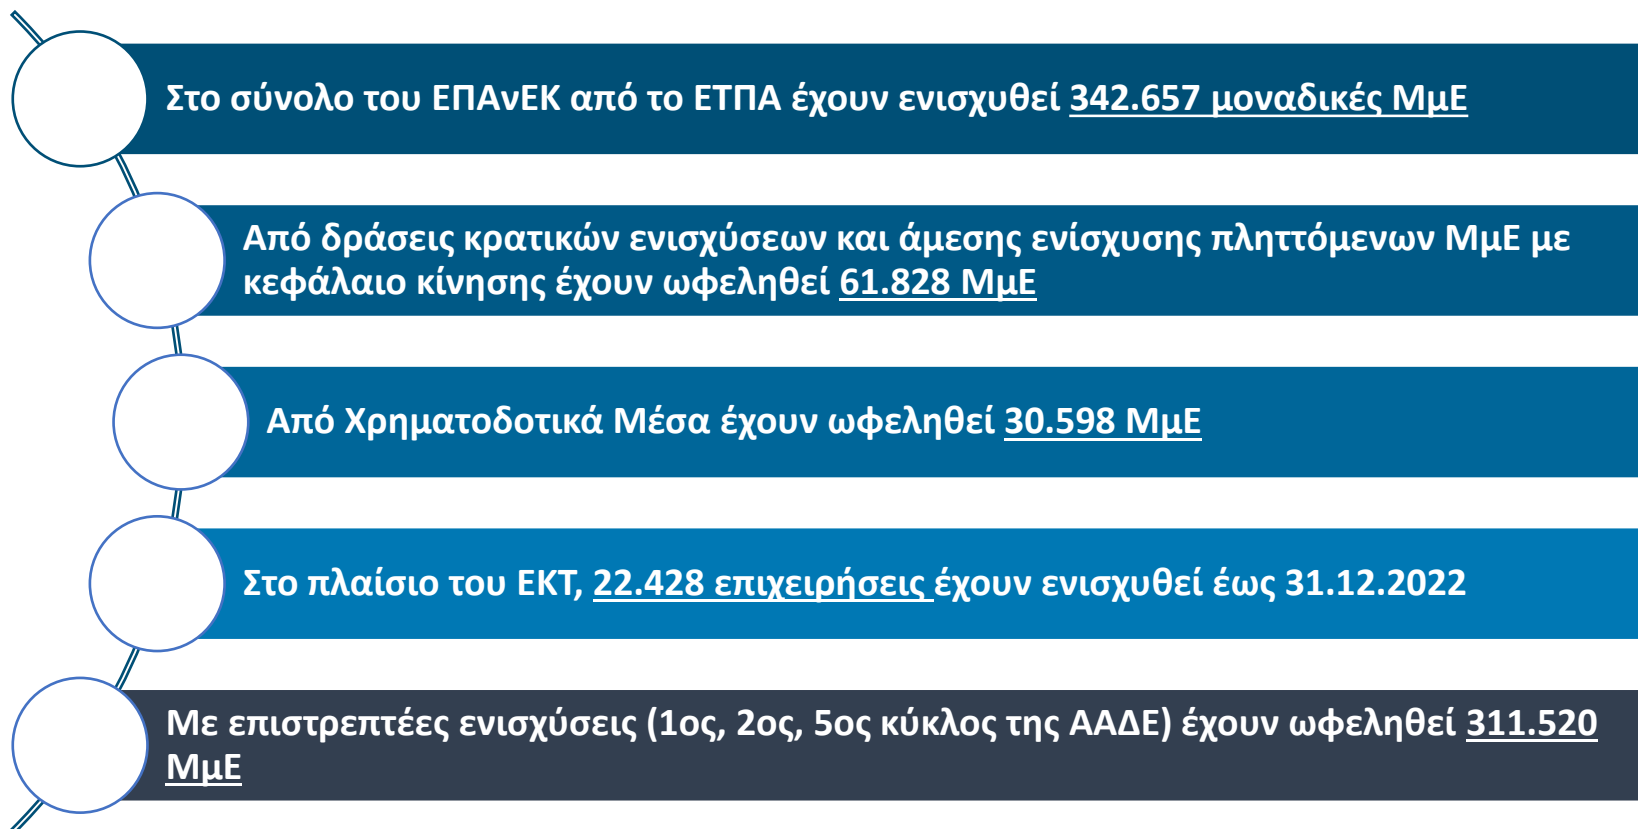 Στο σύνολο του ΕΠΑνΕΚ από το ΕΤΠΑ έχουν ενισχυθεί 342.657 μοναδικές ΜμΕ
Από δράσεις κρατικών ενισχύσεων και άμεσης ενίσχυσης πληττόμενων ΜμΕ με
κεφάλαιο κίνησης έχουν ωφεληθεί 61.828 ΜμΕ
Από Χρηματοδοτικά Μέσα έχουν ωφεληθεί 30.598 ΜμΕ
Στο πλαίσιο του ΕΚΤ, 22.428 επιχειρήσεις έχουν ενισχυθεί έως 31.12.2022
Με επιστρεπτέες ενισχύσεις (1ος, 2ος, 5ος κύκλος της ΑΑΔΕ) έχουν ωφεληθεί 311.520
ΜμΕ